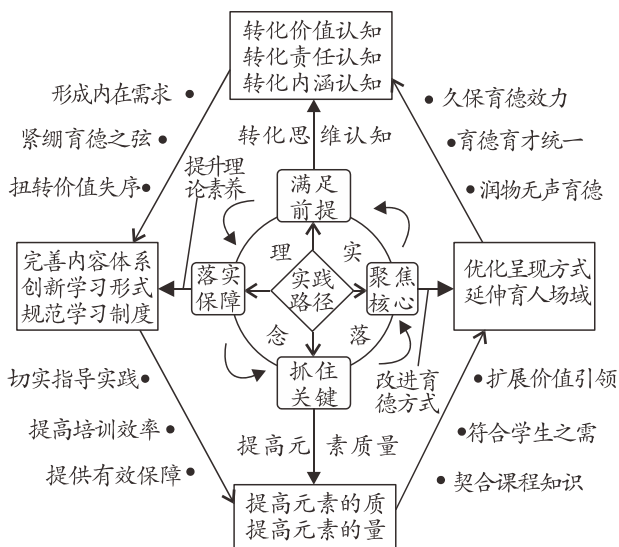 转化价值认知
转化责任认知
转化内涵认知
形成内在需求
紧绷育德之弦
扭转价值失序
久保育德效力
育德育才统一
润物无声育德
转化思维认知
提升理
论素养
满足
前提
理
实
完善内容体系
创新学习形式
规范学习制度
落实
保障
实践
路径
聚焦
核心
优化呈现方式
延伸育人场域
念
落
抓住
关键
改进育
德方式
切实指导实践
提高培训效率
提供有效保障
扩展价值引领
符合学生之需
契合课程知识
提高元素质量
提高元素的质
提高元素的量